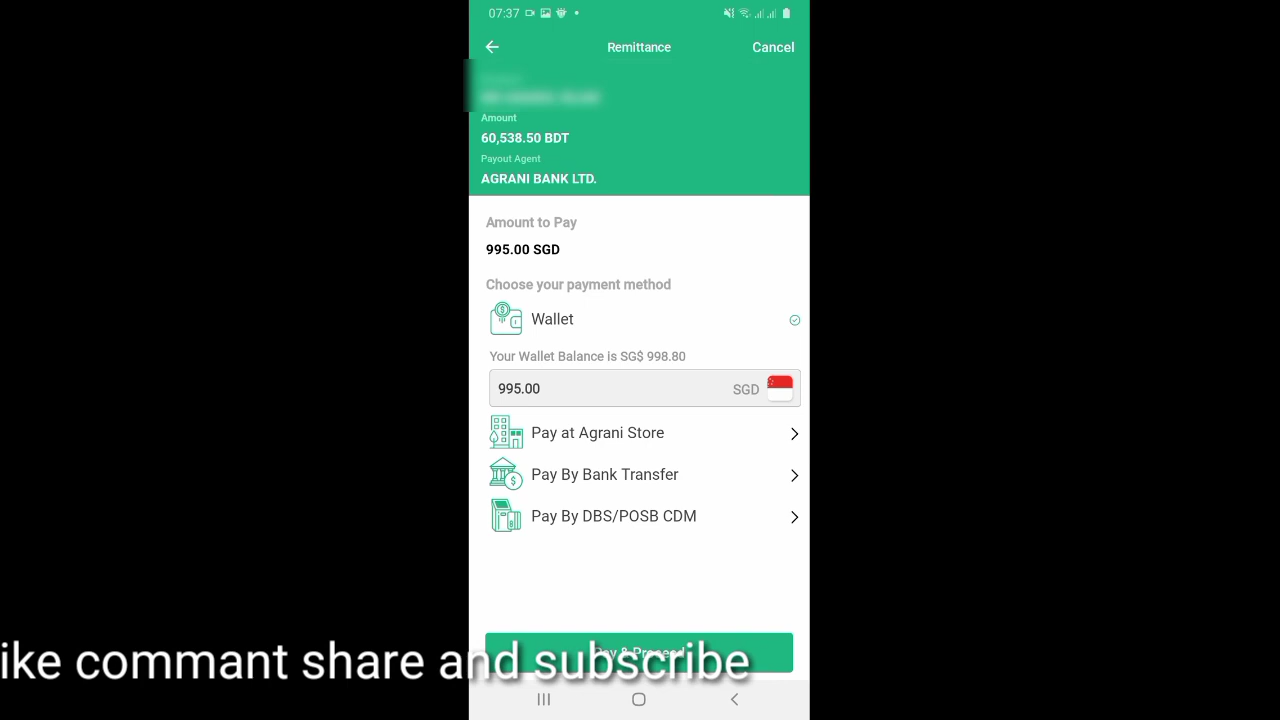 07:37
Remittance
Cancel
Amount
60,538.50 BDT
Payout Agent
AGRANI BANK LTD.
Amount to Pay
995.00 SGD
Choose your payment method
Wallet
Your Wallet Balance is SG$ 998.80
995.00 SGD
Pay at Agrani Store
Pay By Bank Transfer
Pay By DBS/POSB CDM
Pay & Proceed
ike commant share and subscribe